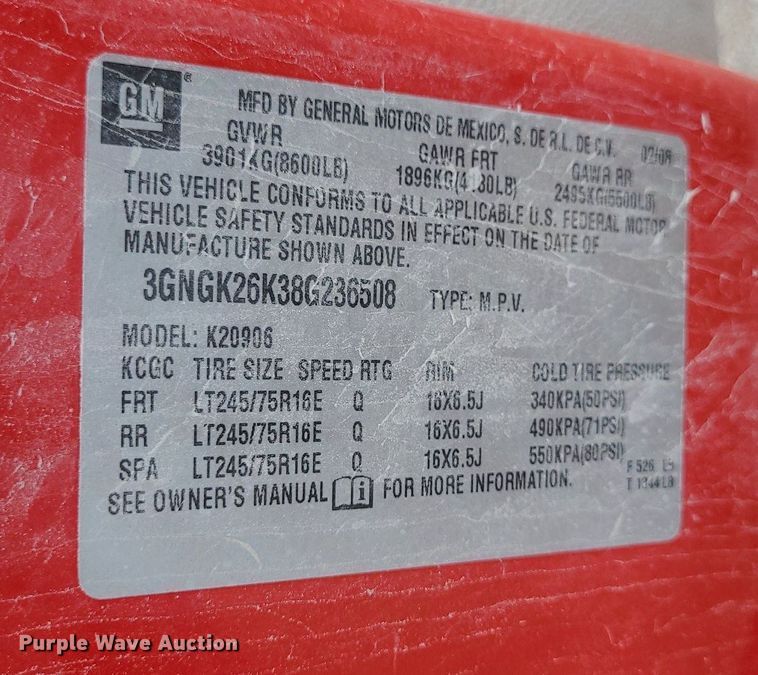 GM ®
MFD BY GENERAL MOTORS DE MEXICO, S. DE R.L. DE C.V. 02/08
GVWR GAWR FRT GAWR RR
3901KG(8600LB) 1896KG(4180LB) 2495KG(5500LB)
THIS VEHICLE CONFORMS TO ALL APPLICABLE U.S. FEDERAL MOTOR
VEHICLE SAFETY STANDARDS IN EFFECT ON THE DATE OF
MANUFACTURE SHOWN ABOVE.
3GNGK26K38G236508 TYPE: M.P.V.
MODEL: K20906
KCGC TIRE SIZE SPEED RTG RIM COLD TIRE PRESSURE
FRT LT245/75R16E Q 16X6.5J 340KPA(50PSI)
RR LT245/75R16E Q 16X6.5J 490KPA(71PSI)
SPA LT245/75R16E Q 16X6.5J 550KPA(80PSI)
F 526
T 1344LB
SEE OWNER'S MANUAL i FOR MORE INFORMATION.
Purple Wave Auction